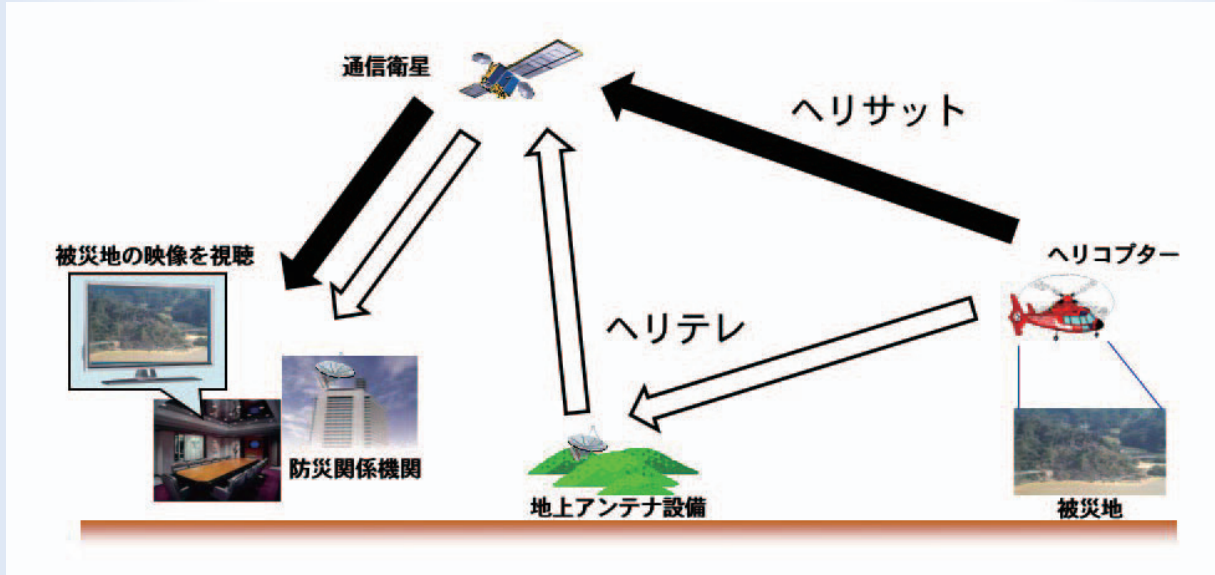 通信衛星
ヘリサット
被災地の映像を視聴
ヘリコプター
ヘリテレ
防災関係機関
地上アンテナ設備
被災地